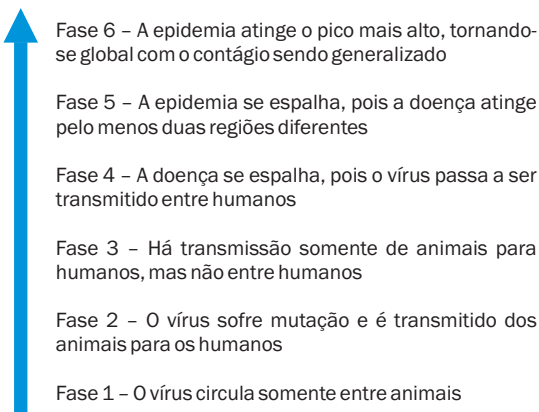 Fase 6 – A epidemia atinge o pico mais alto, tornando-
se global com o contágio sendo generalizado
Fase 5 – A epidemia se espalha, pois a doença atinge
pelo menos duas regiões diferentes
Fase 4 – A doença se espalha, pois o vírus passa a ser
transmitido entre humanos
Fase 3 – Há transmissão somente de animais para
humanos, mas não entre humanos
Fase 2 – O vírus sofre mutação e é transmitido dos
animais para os humanos
Fase 1 – O vírus circula somente entre animais